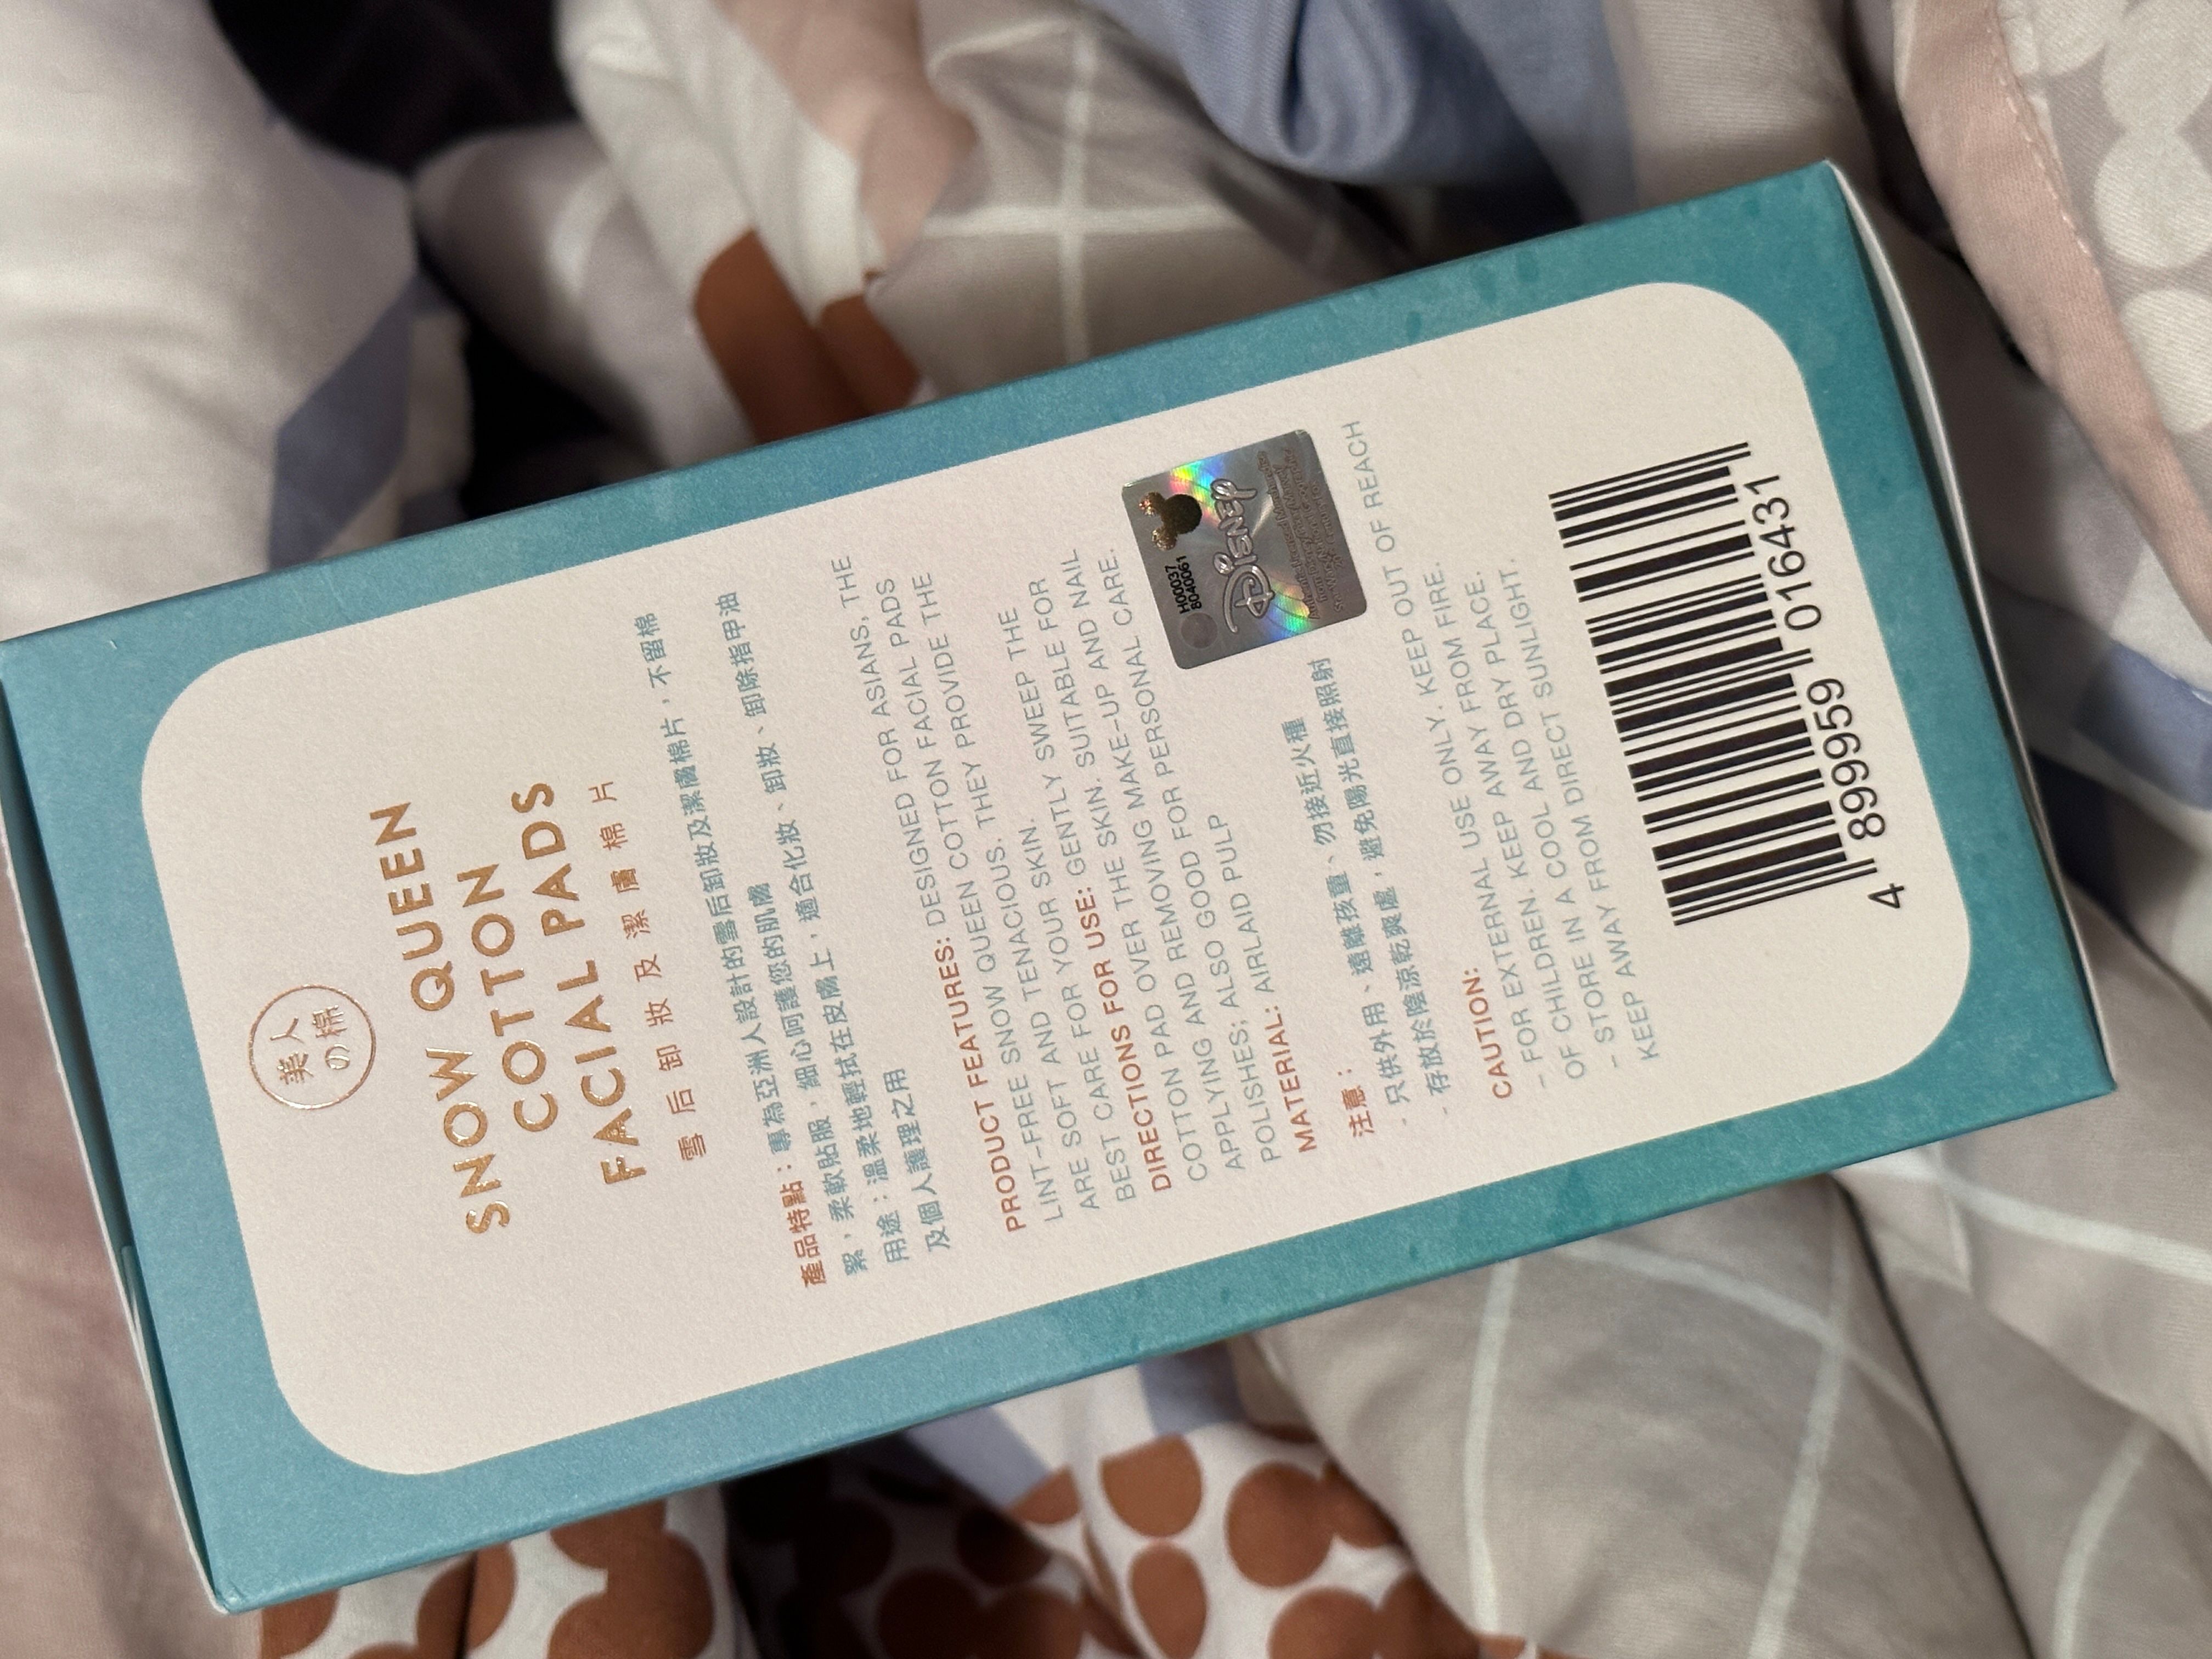 美人
の棉
SNOW QUEEN
COTTON
FACIAL PADS
雪后卸妝及潔膚棉片
產品特點：專為亞洲人設計的雪后卸妝及潔膚棉片，不留棉
絮，柔軟貼服，細心呵護您的肌膚
用途：溫柔地輕拭在皮膚上，適合化妝、卸妝、卸除指甲油
及個人護理之用
PRODUCT FEATURES: DESIGNED FOR ASIANS, THE
LINT-FREE SNOW QUEEN COTTON FACIAL PADS
ARE SOFT AND TENACIOUS. THEY PROVIDE THE
BEST CARE FOR YOUR SKIN.
DIRECTIONS FOR USE: GENTLY SWEEP THE
COTTON PAD OVER THE SKIN. SUITABLE FOR
APPLYING AND REMOVING MAKE-UP AND NAIL
POLISHES; ALSO GOOD FOR PERSONAL CARE.
MATERIAL: AIRLAID PULP
H00037
8040061
Disney
注意：
- 只供外用、遠離孩童、勿接近火種
- 存放於陰涼乾爽處，避免陽光直接照射
CAUTION:
- FOR EXTERNAL USE ONLY. KEEP OUT OF REACH
OF CHILDREN. KEEP AWAY FROM FIRE.
- STORE IN A COOL AND DRY PLACE.
KEEP AWAY FROM DIRECT SUNLIGHT.
4 899959 016431